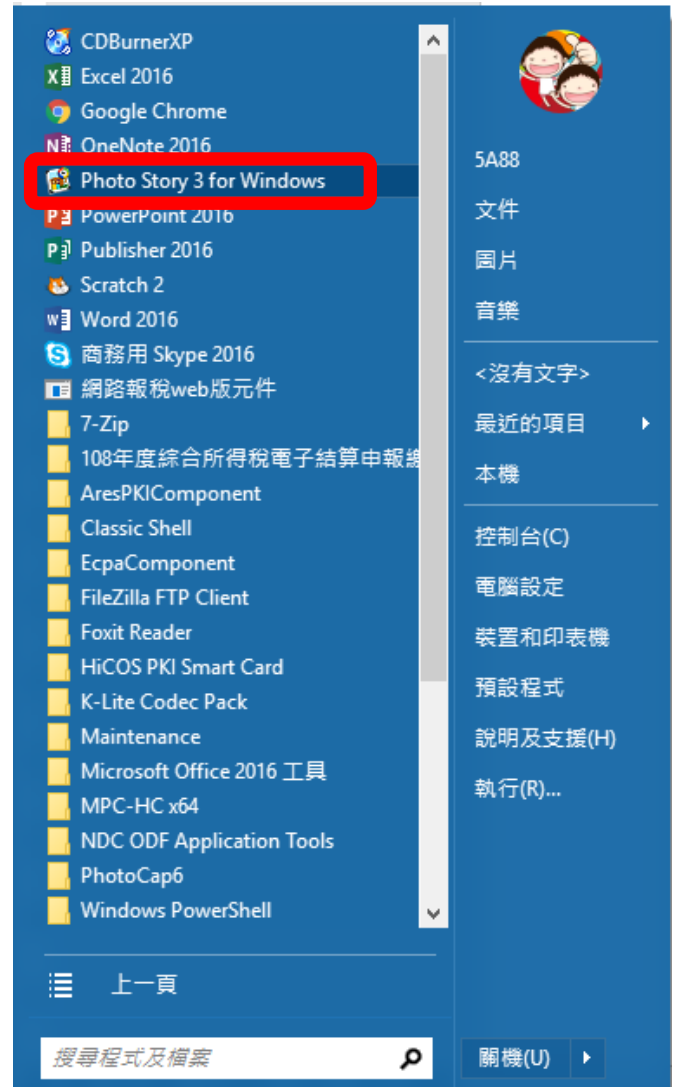 CDBurnerXP
Excel 2016
Google Chrome
OneNote 2016
Photo Story 3 for Windows
PowerPoint 2016
Publisher 2016
Scratch 2
Word 2016
商務用 Skype 2016
網路報稅web版元件
7-Zip
108年度綜合所得稅電子結算申報繳
AresPKIComponent
Classic Shell
EcpaComponent
FileZilla FTP Client
Foxit Reader
HiCOS PKI Smart Card
K-Lite Codec Pack
Maintenance
Microsoft Office 2016 工具
MPC-HC x64
NDC ODF Application Tools
PhotoCap6
Windows PowerShell
上一頁
搜尋程式及檔案
5A88
文件
圖片
音樂
<沒有文字>
最近的項目
本機
控制台(C)
電腦設定
裝置和印表機
預設程式
說明及支援(H)
執行(R)...
關機(U)